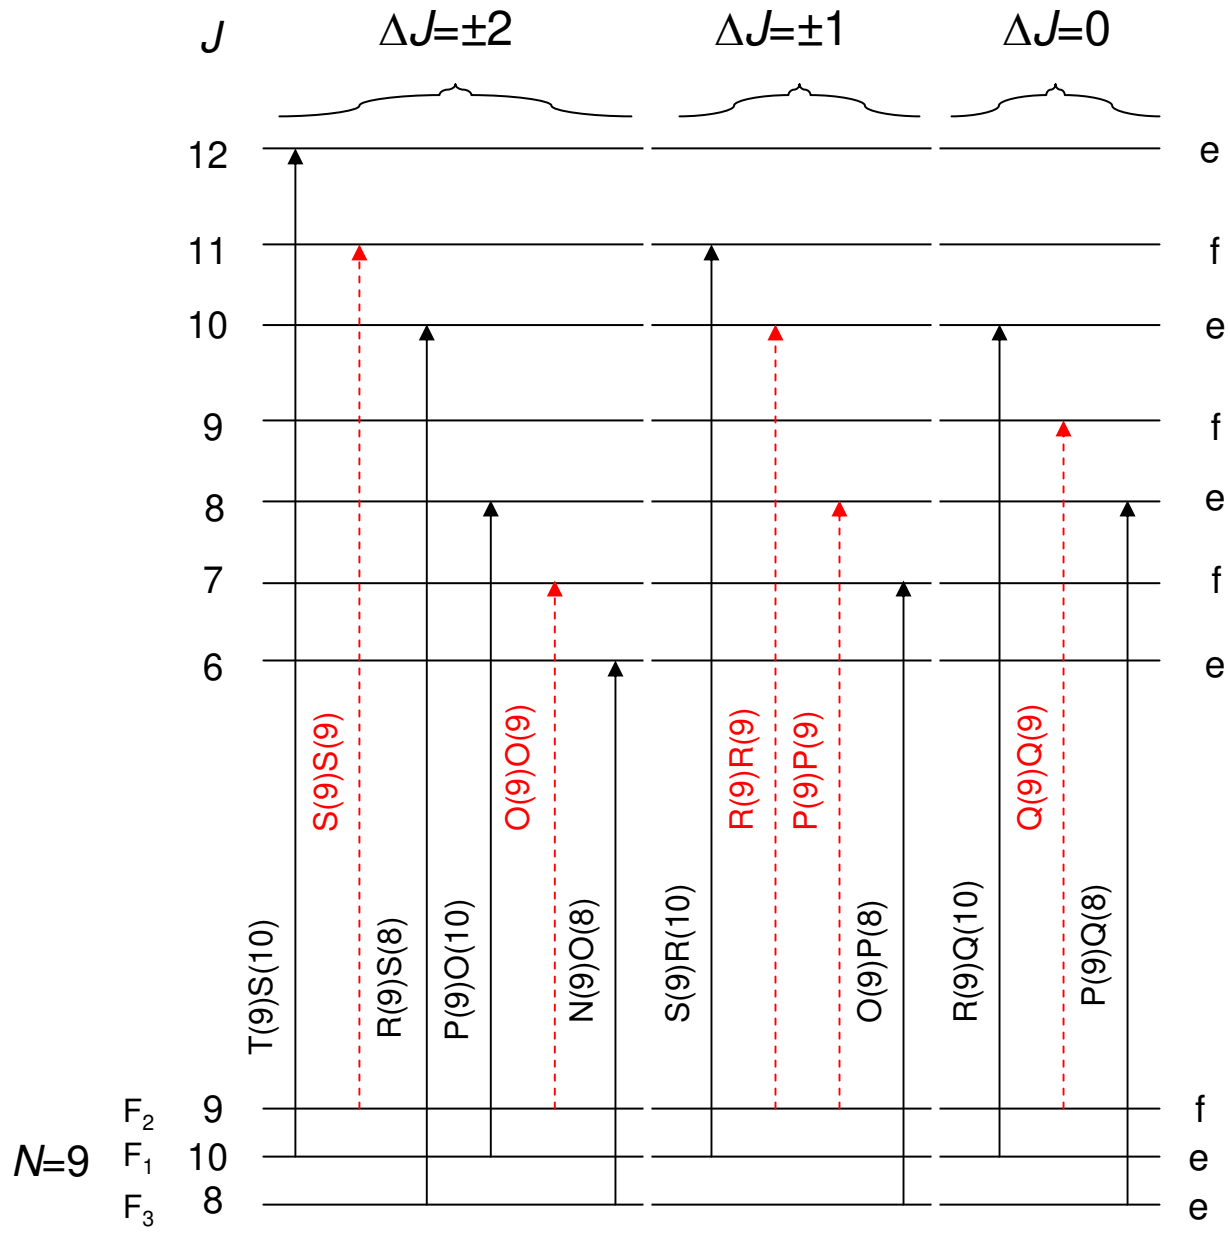 J ΔJ=±2 ΔJ=±1 ΔJ=0
12 e
11 f
10 e
9 f
8 e
7 f
6 e
T(9)S(10)
S(9)S(9)
R(9)S(8)
P(9)O(10)
O(9)O(9)
N(9)O(8)
S(9)R(10)
R(9)R(9)
P(9)P(9)
O(9)P(8)
R(9)Q(10)
Q(9)Q(9)
P(9)Q(8)
F₂ 9 f
N=9 F₁ 10 e
F₃ 8 e